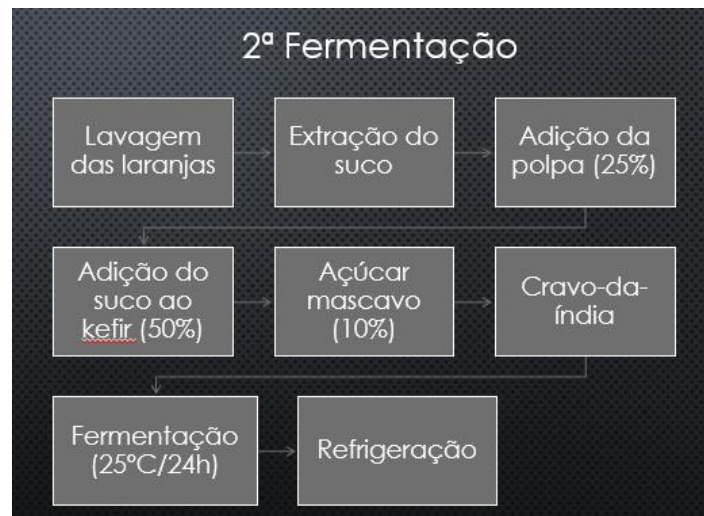 2ª Fermentação
Lavagem
das laranjas
Extração do
suco
Adição da
polpa (25%)
Adição do
suco ao
kefir (50%)
Açúcar
mascavo
(10%)
Cravo-da-
índia
Fermentação
(25°C/24h)
Refrigeração